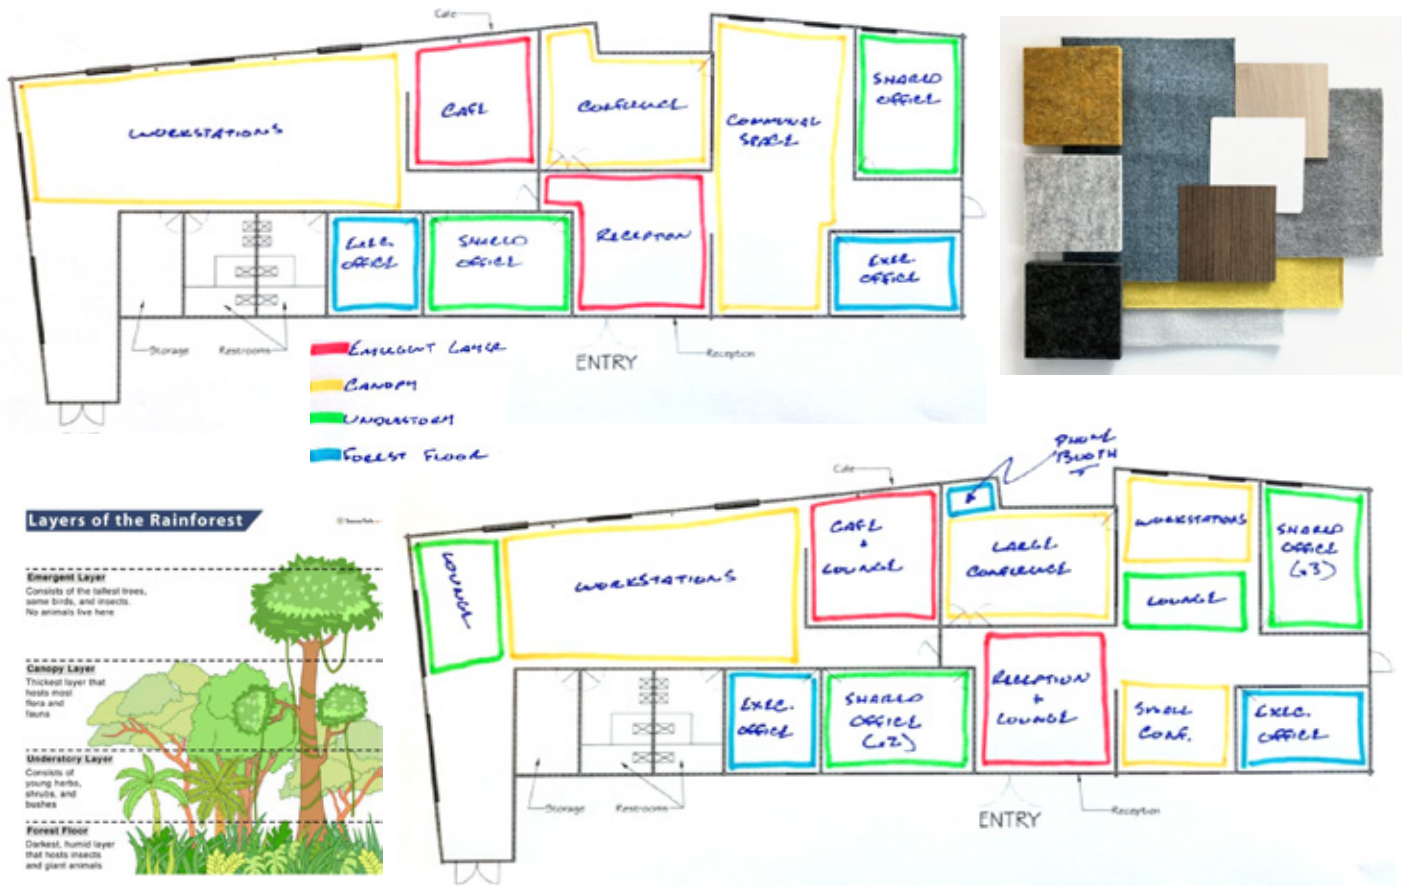 Cafe
WORKSTATIONS
CAFE
CONFERENCE
COMMUNAL
SPACE
SHARED
OFFICE
EXEC.
OFFICE
SHARED
OFFICE
RECEPTION
EXEC.
OFFICE
Storage
Restrooms
ENTRY
Reception
EMERGENT LAYER
CANOPY
UNDERSTORY
FOREST FLOOR
PHONE
BOOTH
Cafe
LOUNGE
WORKSTATIONS
CAFE
+
LOUNGE
LARGE
CONFERENCE
WORKSTATIONS
LOUNGE
SHARED
OFFICE
(x3)
EXEC.
OFFICE
SHARED
OFFICE
(x2)
RECEPTION
+
LOUNGE
SMALL
CONF.
EXEC.
OFFICE
Storage
Restrooms
ENTRY
Reception
Layers of the Rainforest
Emergent Layer
Consists of the tallest trees,
some birds, and insects.
No animals live here
Canopy Layer
Thickest layer that
hosts most
flora and
fauna
Understory Layer
Consists of
young herbs,
shrubs, and
bushes
Forest Floor
Darkest, humid layer
that hosts insects
and giant animals